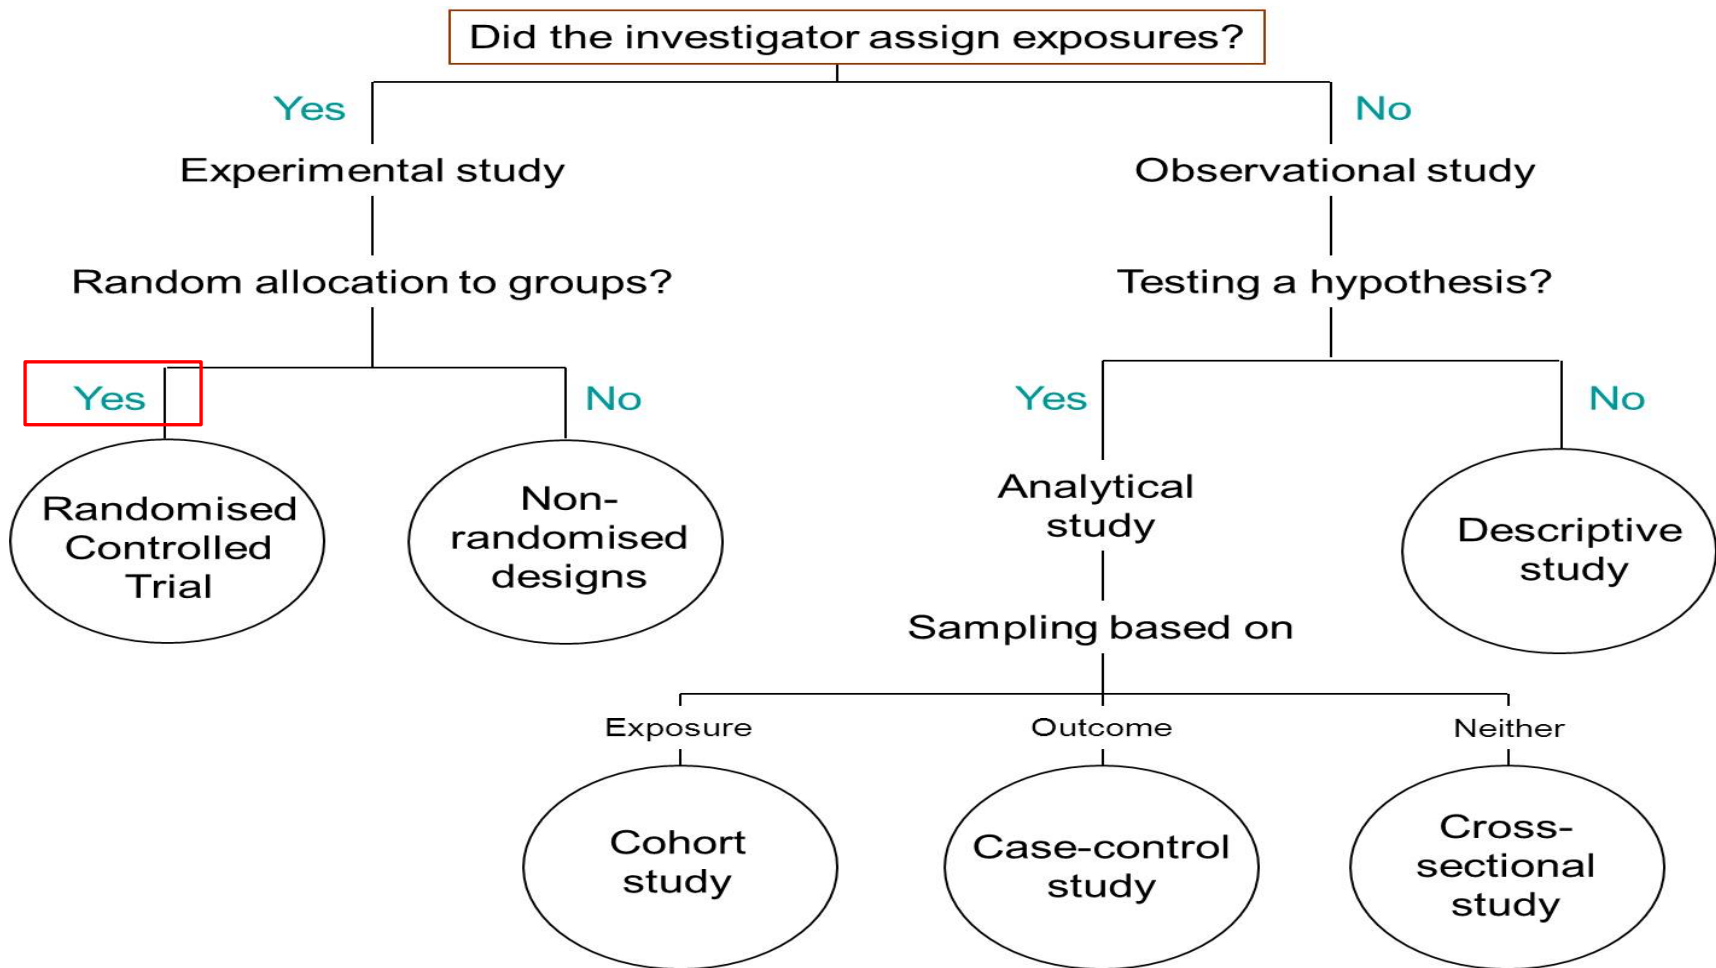 Did the investigator assign exposures?
Yes
No
Experimental study
Observational study
Random allocation to groups?
Testing a hypothesis?
Yes
No
Yes
No
Randomised
Controlled
Trial
Non-
randomised
designs
Analytical
study
Descriptive
study
Sampling based on
Exposure
Outcome
Neither
Cohort
study
Case-control
study
Cross-
sectional
study